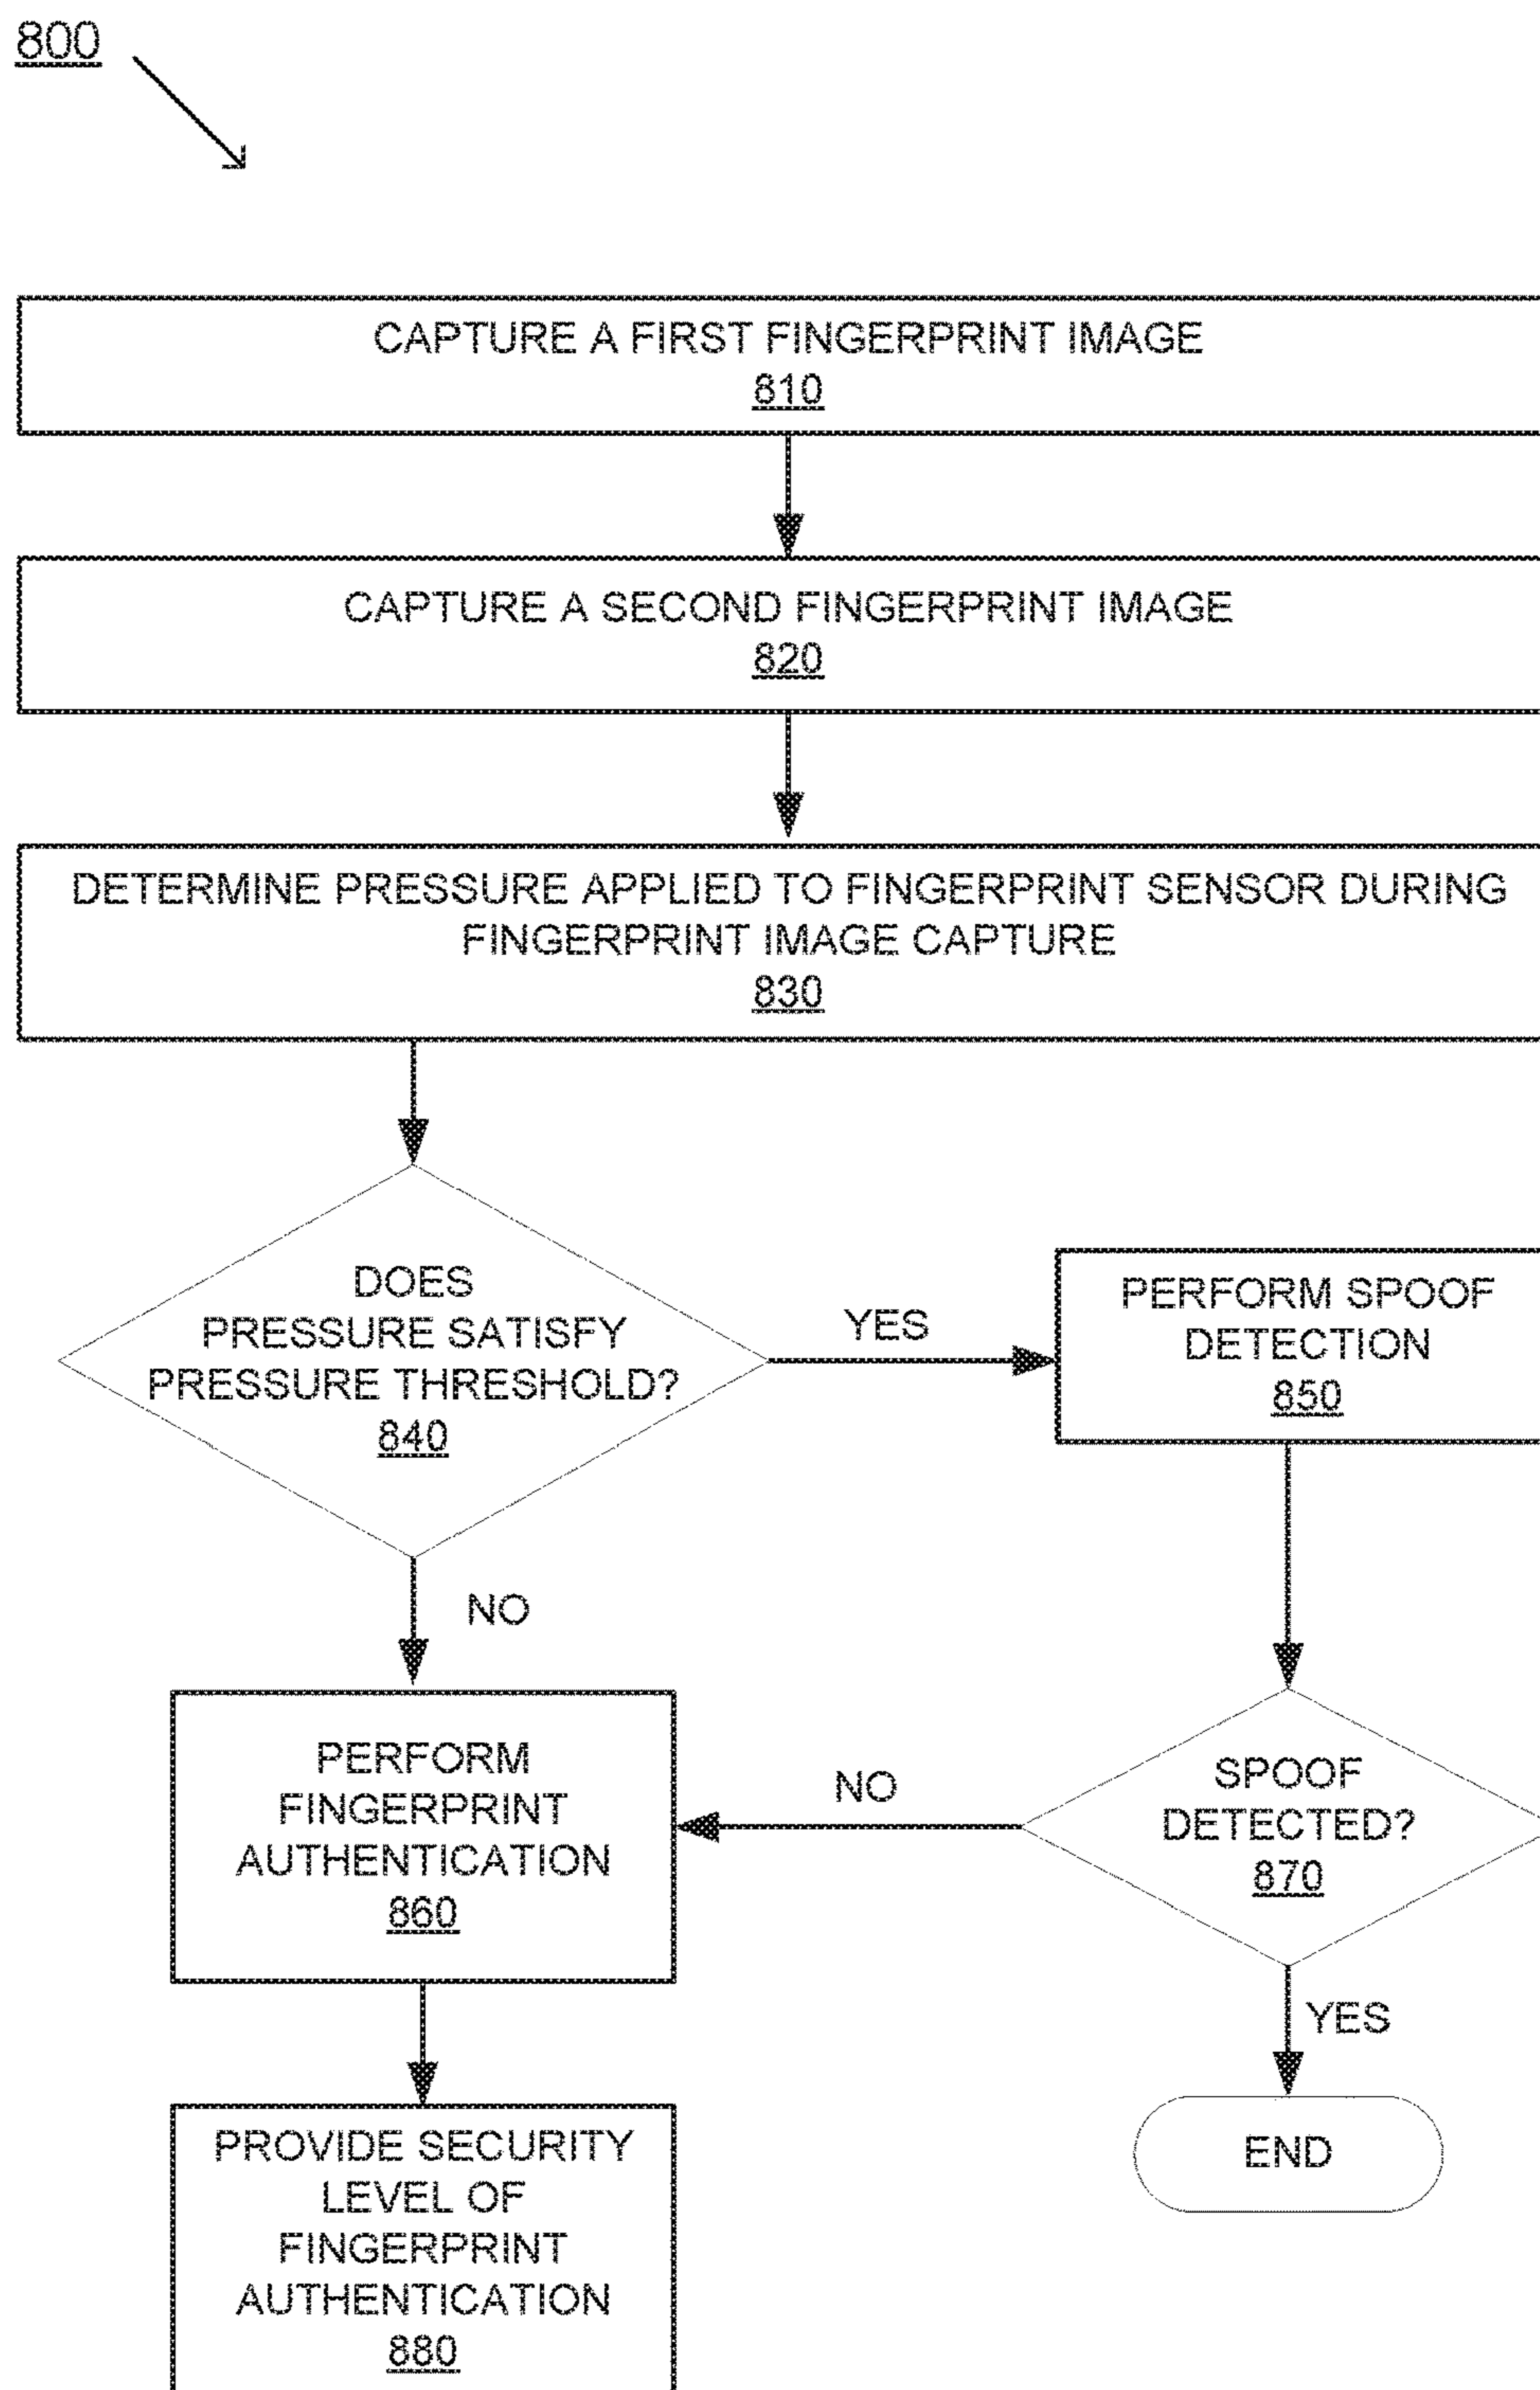 800
CAPTURE A FIRST FINGERPRINT IMAGE
810
CAPTURE A SECOND FINGERPRINT IMAGE
820
DETERMINE PRESSURE APPLIED TO FINGERPRINT SENSOR DURING
FINGERPRINT IMAGE CAPTURE
830
DOES
PRESSURE SATISFY
PRESSURE THRESHOLD?
840
YES
PERFORM SPOOF
DETECTION
850
NO
PERFORM
FINGERPRINT
AUTHENTICATION
860
NO
SPOOF
DETECTED?
870
YES
END
PROVIDE SECURITY
LEVEL OF
FINGERPRINT
AUTHENTICATION
880